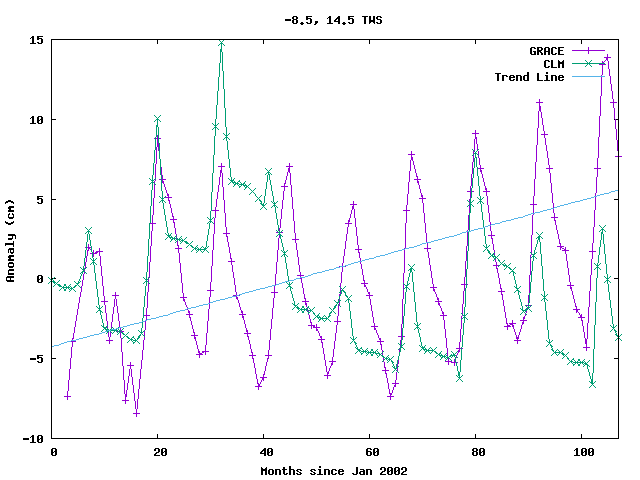 -8.5, 14.5 TWS
GRACE
CLM
Trend Line
15
10
5
0
-5
-10
Anomaly (cm)
0 20 40 60 80 100
Months since Jan 2002